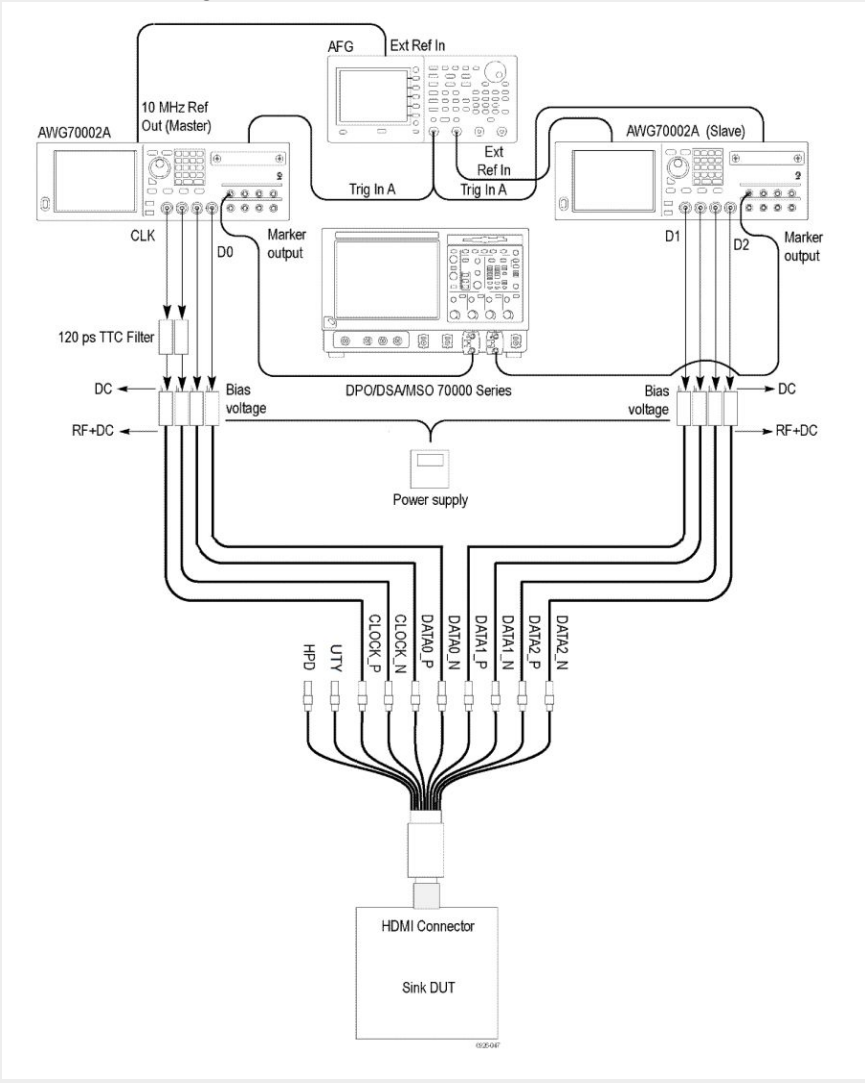 AFG
Ext Ref In
10 MHz Ref
Out (Master)
AWG70002A
AWG70002A (Slave)
Ext
Ref In
Trig In A
Trig In A
CLK
D0
Marker
output
D1
D2
Marker
output
120 ps TTC Filter
DC
Bias
voltage
RF+DC
DPO/DSA/MSO 70000 Series
Bias
voltage
DC
RF+DC
Power supply
HPD
UTY
CLOCK_P
CLOCK_N
DATA0_P
DATA0_N
DATA1_P
DATA1_N
DATA2_P
DATA2_N
HDMI Connector
Sink DUT